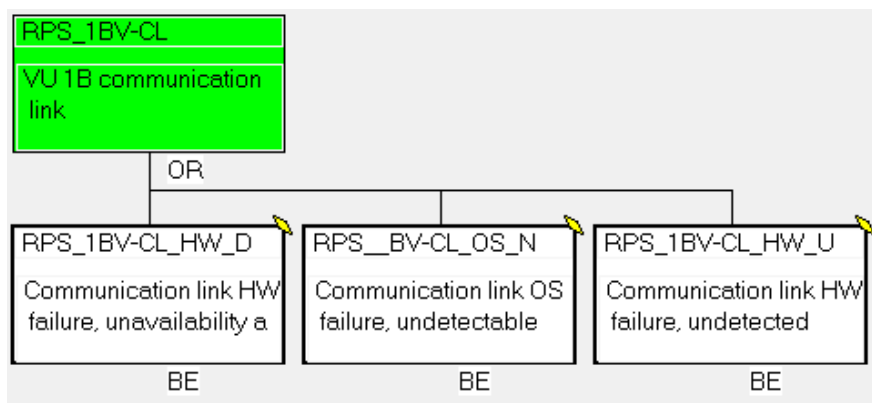 RPS_1BV-CL
VU 1B communication
link
OR
RPS_1BV-CL_HW_D
Communication link HW
failure, unavailability a
BE
RPS__BV-CL_OS_N
Communication link OS
failure, undetectable
BE
RPS_1BV-CL_HW_U
Communication link HW
failure, undetected
BE